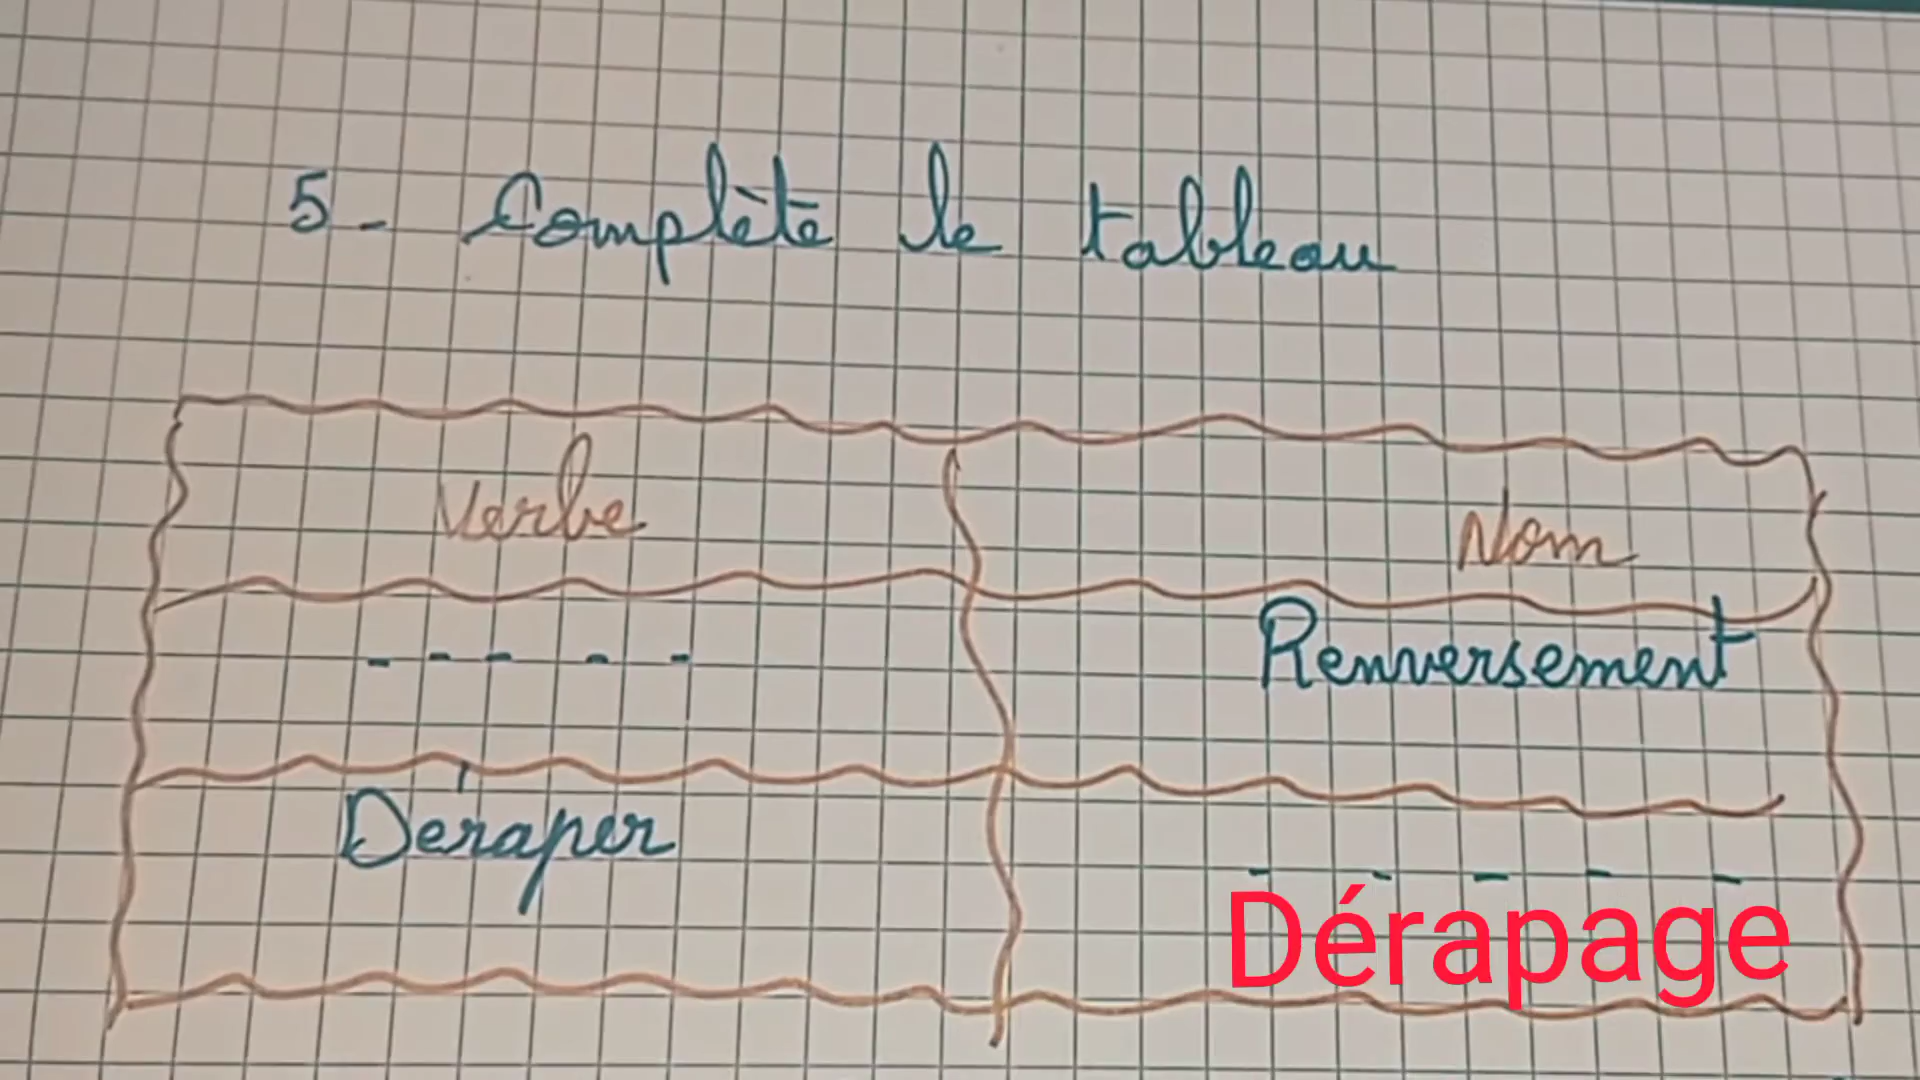 5- Complète le tableau
Verbe Nom
- - - - - Renversement
Déraper - - - - -
Dérapage